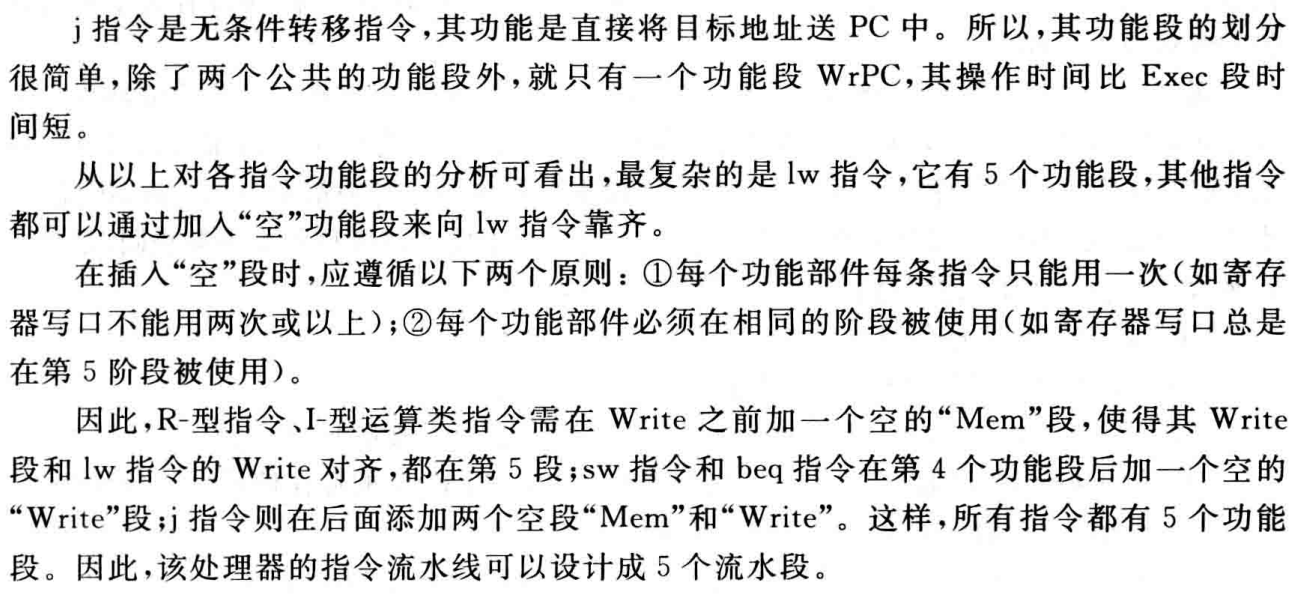 j 指令是无条件转移指令,其功能是直接将目标地址送 PC 中。所以,其功能段的划分
很简单,除了两个公共的功能段外,就只有一个功能段 WrPC,其操作时间比 Exec 段时
间短。
从以上对各指令功能段的分析可看出,最复杂的是 lw 指令,它有 5 个功能段,其他指令
都可以通过加入“空”功能段来向 lw 指令靠齐。
在插入“空”段时,应遵循以下两个原则：①每个功能部件每条指令只能用一次(如寄存
器写口不能用两次或以上);②每个功能部件必须在相同的阶段被使用(如寄存器写口总是
在第 5 阶段被使用)。
因此,R-型指令、I-型运算类指令需在 Write 之前加一个空的“Mem”段,使得其 Write
段和 lw 指令的 Write 对齐,都在第 5 段;sw 指令和 beq 指令在第 4 个功能段后加一个空的
“Write”段;j 指令则在后面添加两个空段“Mem”和“Write”。这样,所有指令都有 5 个功能
段。因此,该处理器的指令流水线可以设计成 5 个流水段。